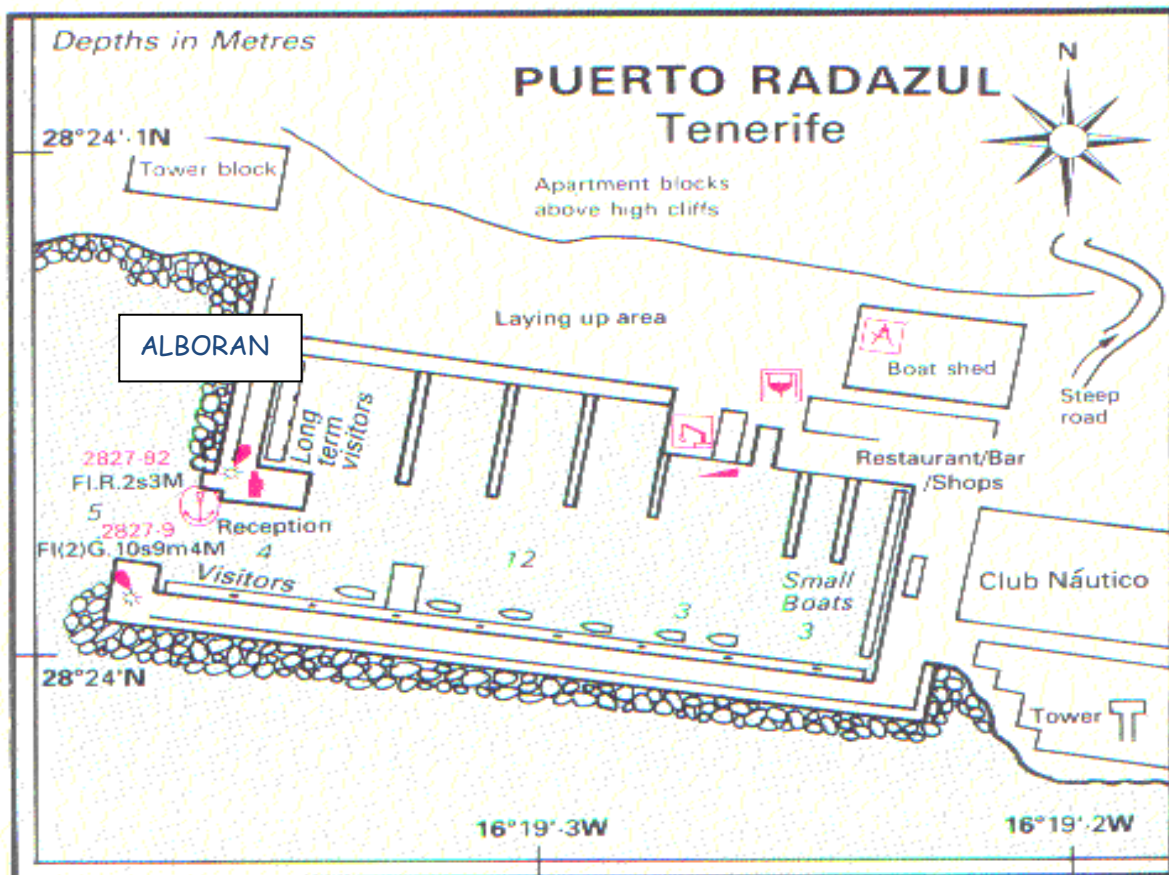 Depths in Metres
PUERTO RADAZUL
Tenerife
N
28°24'·1N
Tower block
Apartment blocks
above high cliffs
Laying up area
ALBORAN
A
Boat shed
Steep
road
Long
term
visitors
Restaurant/Bar
/Shops
2827·92
Fl.R.2s3M
5
2827·9
Reception
Fl(2)G.10s9m4M
4
Visitors
12
Small
Boats
3
3
Club Náutico
28°24'N
Tower
16°19'·3W
16°19'·2W